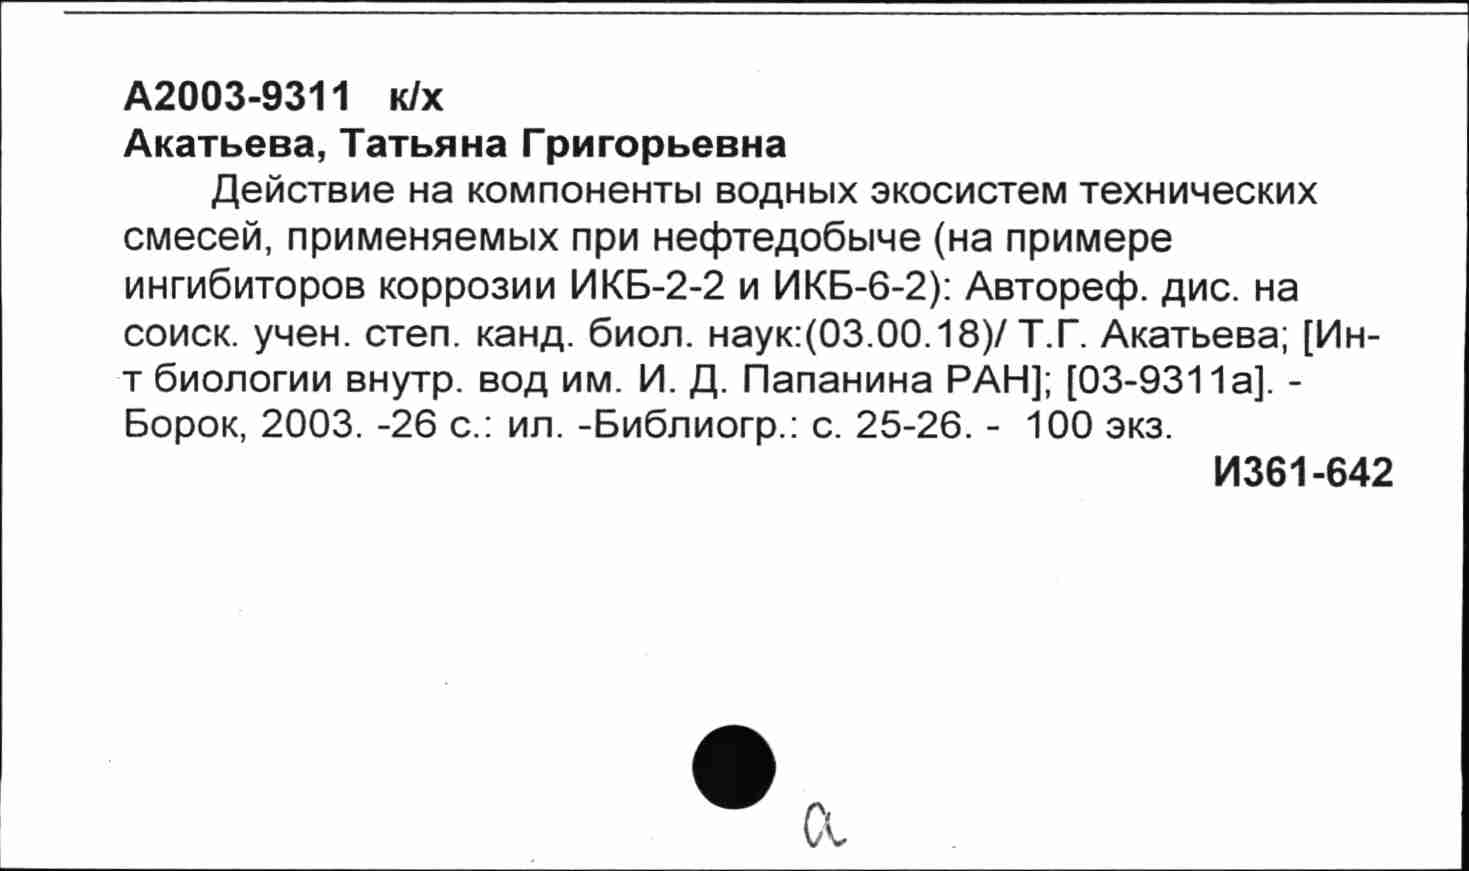 А2003-9311 к/х
Акатьева, Татьяна Григорьевна
Действие на компоненты водных экосистем технических
смесей, применяемых при нефтедобыче (на примере
ингибиторов коррозии ИКБ-2-2 и ИКБ-6-2): Автореф. дис. на
соиск. учен. степ. канд. биол. наук:(03.00.18)/ Т.Г. Акатьева; [Ин-
т биологии внутр. вод им. И. Д. Папанина РАН]; [03-9311а]. -
Борок, 2003. -26 с.: ил. -Библиогр.: с. 25-26. - 100 экз.
И361-642
а